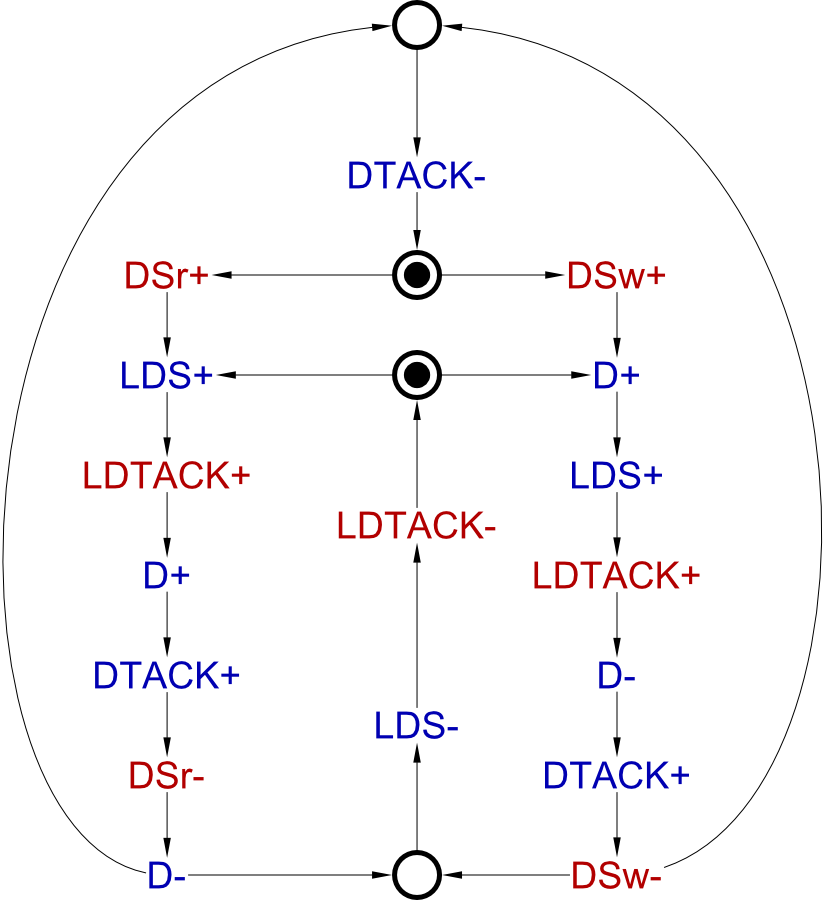 DTACK-
DSr+
DSw+
LDS+
D+
LDTACK+
LDS+
LDTACK-
D+
LDTACK+
DTACK+
D-
LDS-
DSr-
DTACK+
D-
DSw-